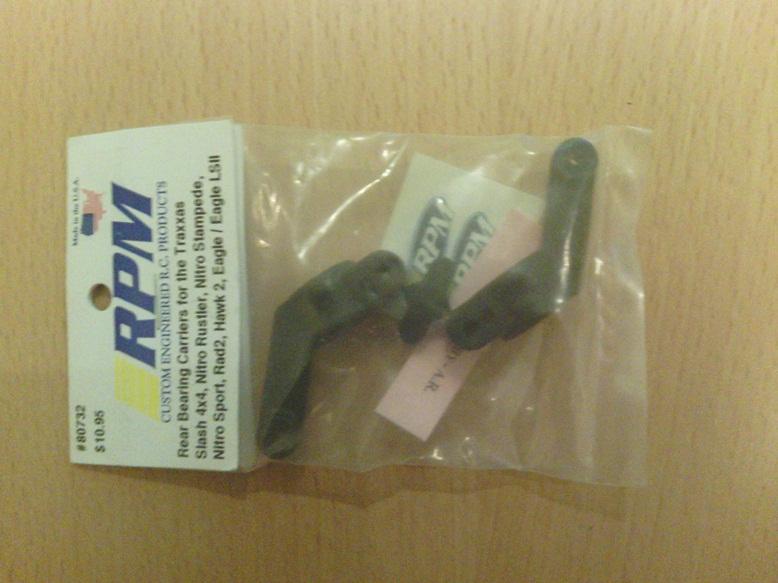 Made in the U.S.A.
RPM
CUSTOM ENGINEERED R.C. PRODUCTS
#80732
$10.95
Rear Bearing Carriers for the Traxxas
Slash 4x4, Nitro Rustler, Nitro Stampede,
Nitro Sport, Rad2, Hawk 2, Eagle / Eagle LSII
RPM
RPM